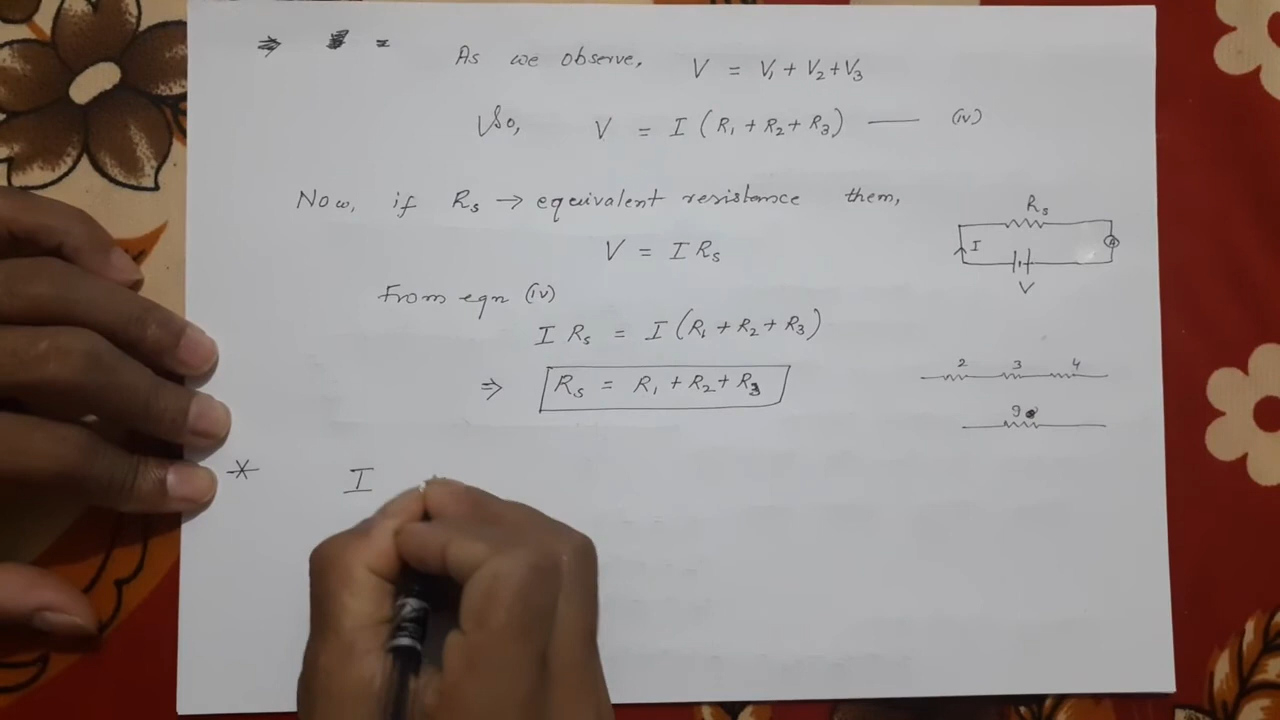 ⇒ = As we observe, V = V₁ + V₂ + V₃
So, V = I (R₁ + R₂ + R₃) —— (iv)
Now, if Rₛ → equivalent resistance them,
V = I Rₛ
From eqn (iv)
I Rₛ = I (R₁ + R₂ + R₃)
⇒ Rₛ = R₁ + R₂ + R₃
* I
Rₛ
A
I
V
2 3 4
9